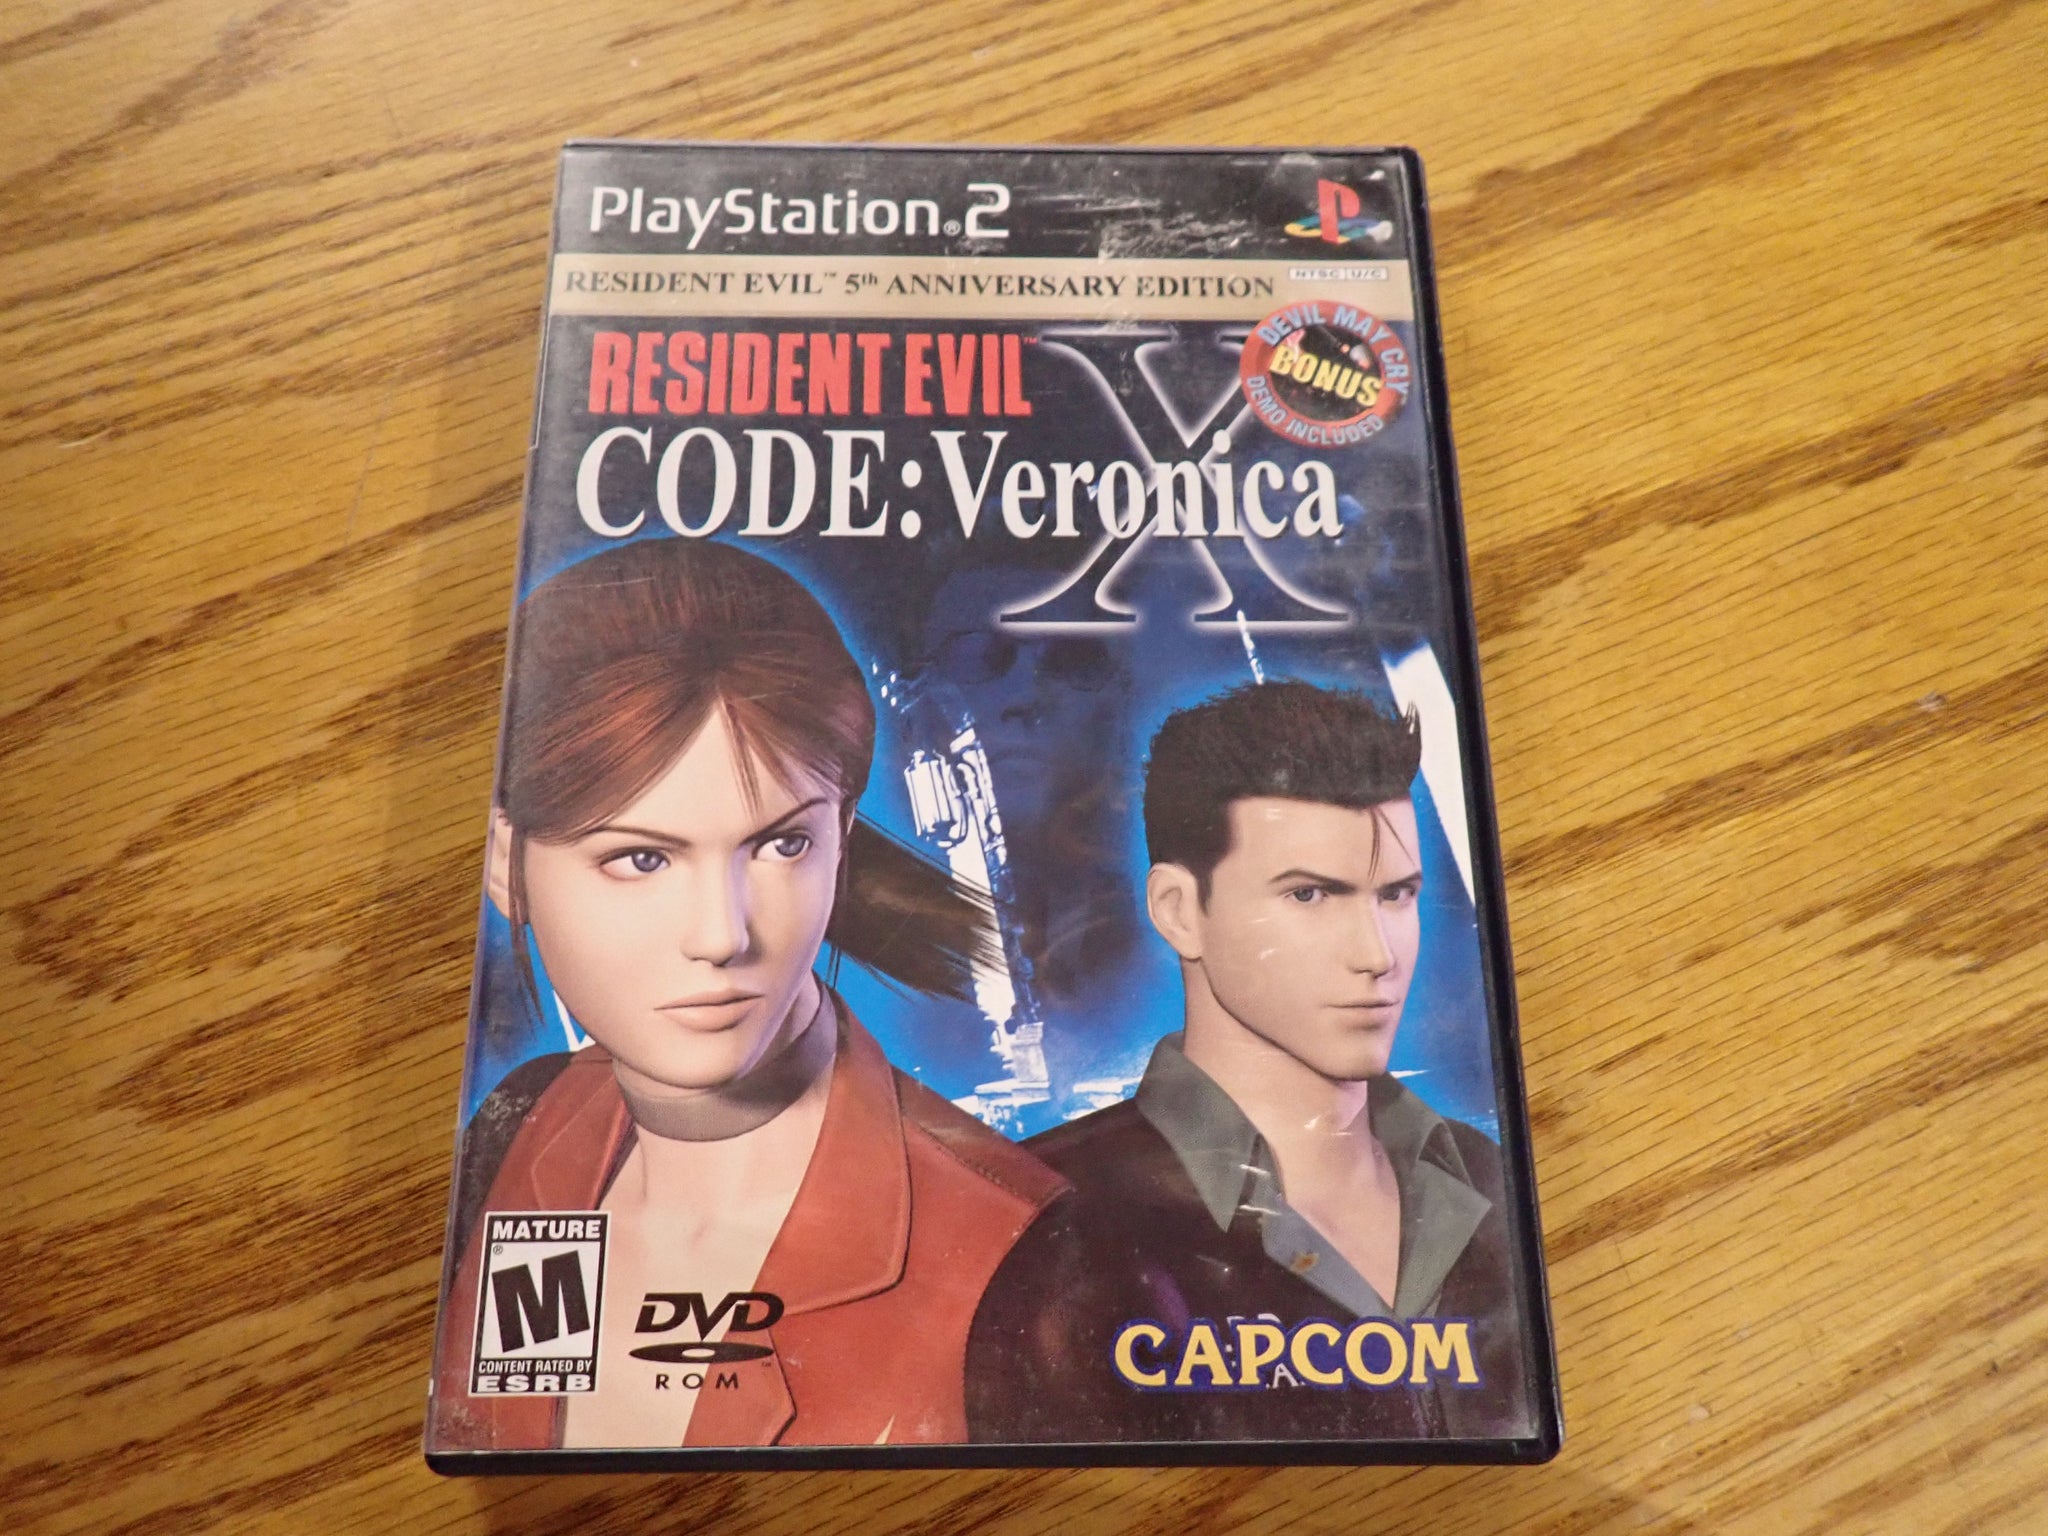 PlayStation®2
NTSC U/C
RESIDENT EVIL™ 5th ANNIVERSARY EDITION
DEVIL MAY CRY
BONUS
DEMO INCLUDED
RESIDENT EVIL™
X
CODE:Veronica
MATURE
M
®
CONTENT RATED BY
ESRB
DVD
™
ROM
CAPCOM